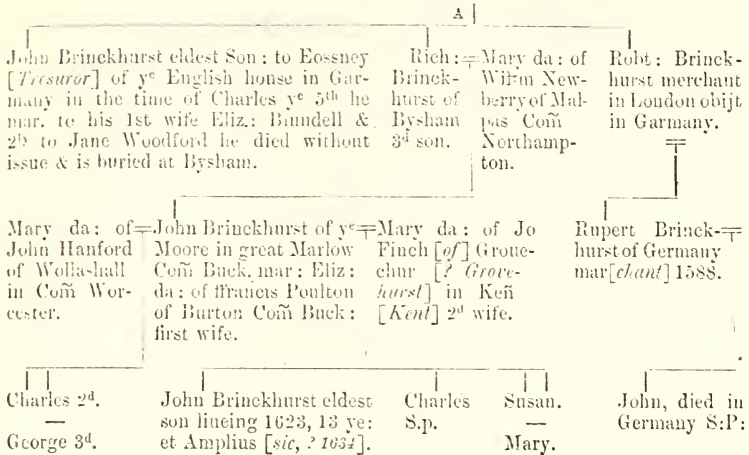 A
John Brinckhurst eldest Son : to Eossney
[Tresuror] of yᵉ English house in Gar-
many in the time of Charles yᵉ 5ᵗʰ he
mar. to his 1st wife Eliz.: Blundell &
2ᵈ to Jane Woodford he died without
issue & is buried at Bysham.
Rich :
Brinck-
hurst of
Bysham
3ᵈ son.
Mary da : of
Willm New-
berry of Mal-
pas Com̃
Northamp-
ton.
Robt : Brinck-
hurst merchant
in London obijt
in Garmany.
Mary da : of
John Hanford
of Wollashall
in Com̃ Wor-
cester.
John Brinckhurst of yᵉ
Moore in great Marlow
Com̃ Buck. mar : Eliz :
da : of ffrancis Poulton
of Burton Com̃ Buck :
first wife.
Mary da : of Jo
Finch [of] Groue-
chur [? Grove-
hurst] in Keñ
[Kent] 2ᵈ wife.
Rupert Brinck-
hurst of Germany
mar[chant] 1588.
Charles 2ᵈ.
—
George 3ᵈ.
John Brinckhurst eldest
son liueing 1623, 13 ye:
et Amplius [sic, ? 1634].
Charles
S.p.
Susan.
—
Mary.
John, died in
Germany S:P: